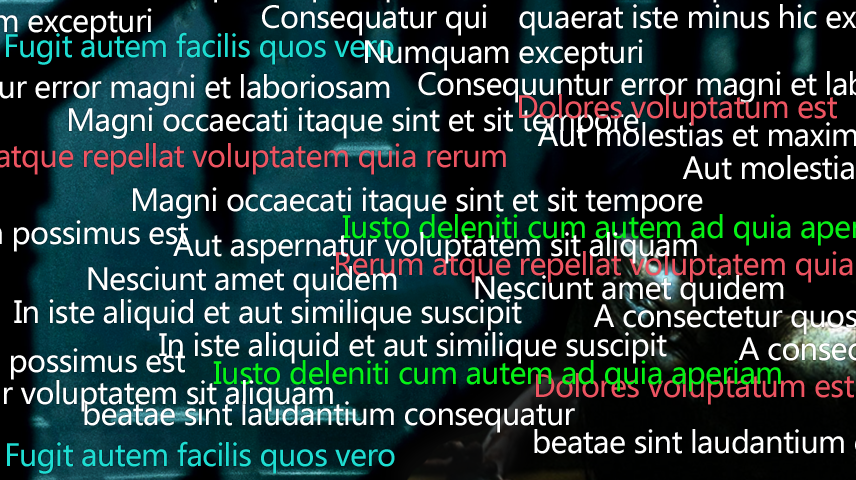 m excepturi
Consequatur qui
quaerat iste minus hic ex
Fugit autem facilis quos vero
Numquam excepturi
ur error magni et laboriosam
Consequuntur error magni et lab
Dolores voluptatum est
Magni occaecati itaque sint et sit tempore
Aut molestias et maxim
atque repellat voluptatem quia rerum
Aut molestia
Magni occaecati itaque sint et sit tempore
Iusto deleniti cum autem ad quia aper
possimus est
Aut aspernatur voluptatem sit aliquam
Rerum atque repellat voluptatem quia
Nesciunt amet quidem
Nesciunt amet quidem
In iste aliquid et aut similique suscipit
A consectetur quos
In iste aliquid et aut similique suscipit
A consec
possimus est
Iusto deleniti cum autem ad quia aperiam
Dolores voluptatum est
r voluptatem sit aliquam
beatae sint laudantium consequatur
beatae sint laudantium
Fugit autem facilis quos vero